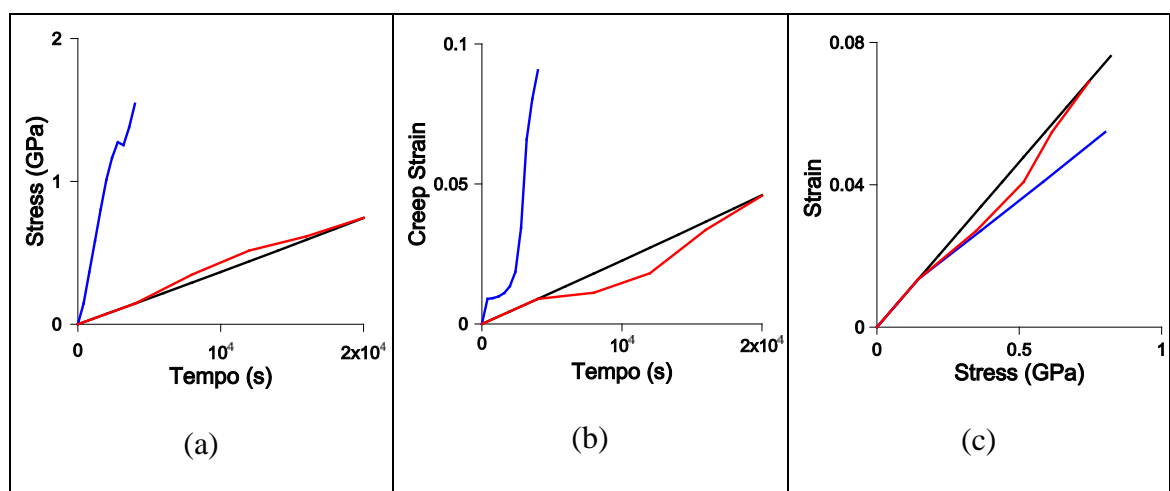 2
1
0
0
10⁴
2x10⁴
Stress (GPa)
Tempo (s)
(a)
0.1
0.05
0
0
10⁴
2x10⁴
Creep Strain
Tempo (s)
(b)
0.08
0.04
0
0
0.5
1
Strain
Stress (GPa)
(c)